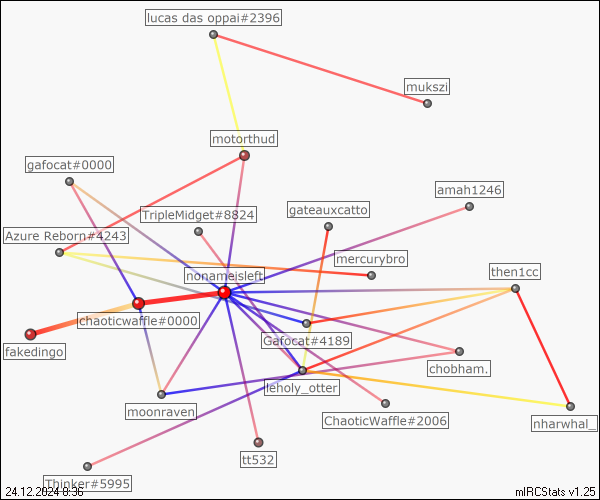 lucas das oppai#2396
mukszi
motorthud
gafocat#0000
amah1246
TripleMidget#8824
gateauxcatto
Azure Reborn#4243
mercurybro
nonameisleft
then1cc
chaoticwaffle#0000
Gafocat#4189
fakedingo
chobham.
leholy_otter
moonraven
ChaoticWaffle#2006
nharwhal_
tt532
Thinker#5995
24.12.2024 8:36
mIRCStats v1.25